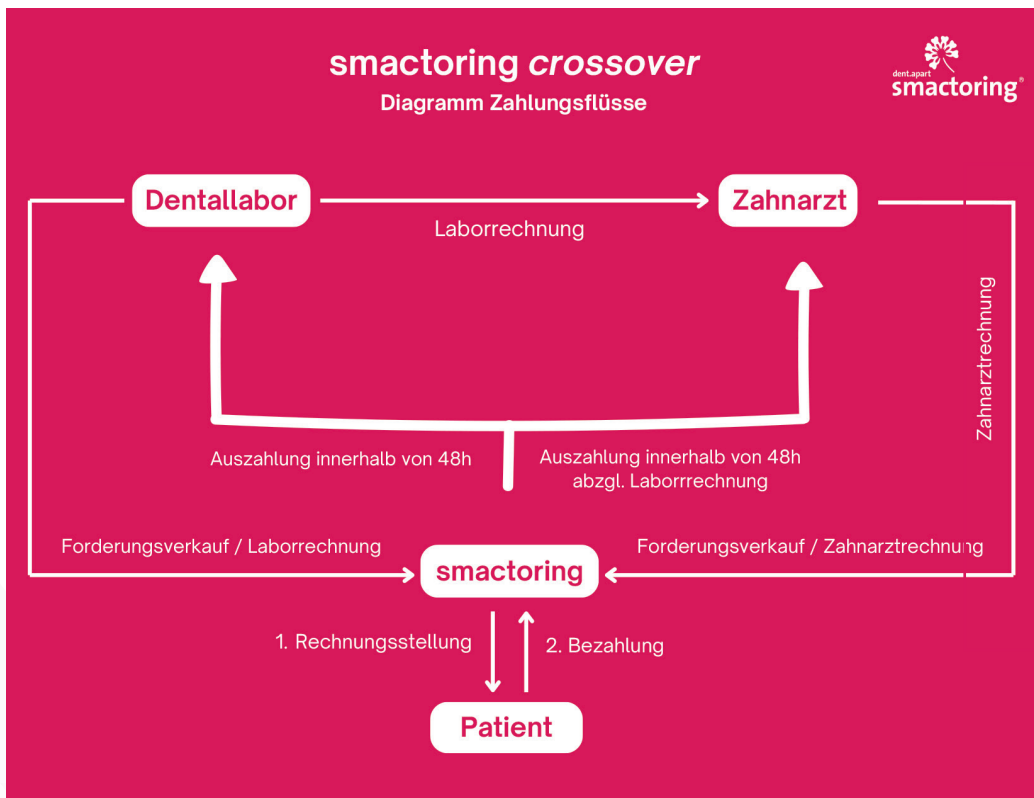 smactoring crossover
Diagramm Zahlungsflüsse
dent.apart
smactoring®
Dentallabor
Zahnarzt
Laborrechnung
Zahnarztrechnung
Auszahlung innerhalb von 48h
Auszahlung innerhalb von 48h
abzgl. Laborrrechnung
Forderungsverkauf / Laborrechnung
Forderungsverkauf / Zahnarztrechnung
smactoring
1. Rechnungsstellung
2. Bezahlung
Patient